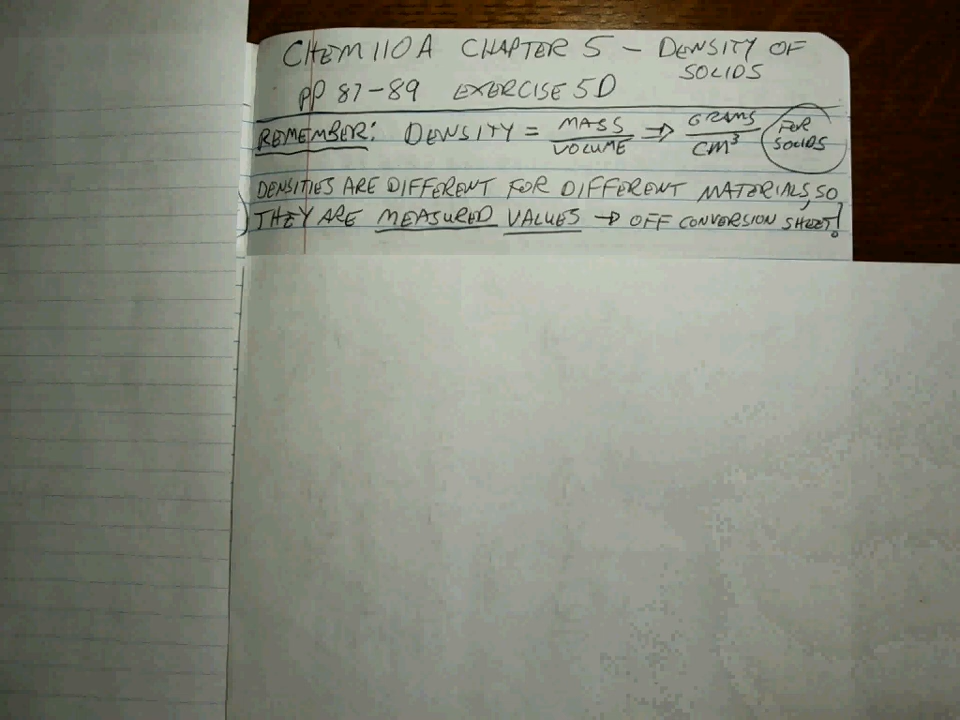 CHEM 110A CHAPTER 5 - DENSITY OF SOLIDS
pp 87-89 EXERCISE 5D
REMEMBER: DENSITY = MASS / VOLUME ⇒ GRAMS / CM³ FOR SOLIDS
DENSITIES ARE DIFFERENT FOR DIFFERENT MATERIALS, SO
THEY ARE MEASURED VALUES → OFF CONVERSION SHEET!